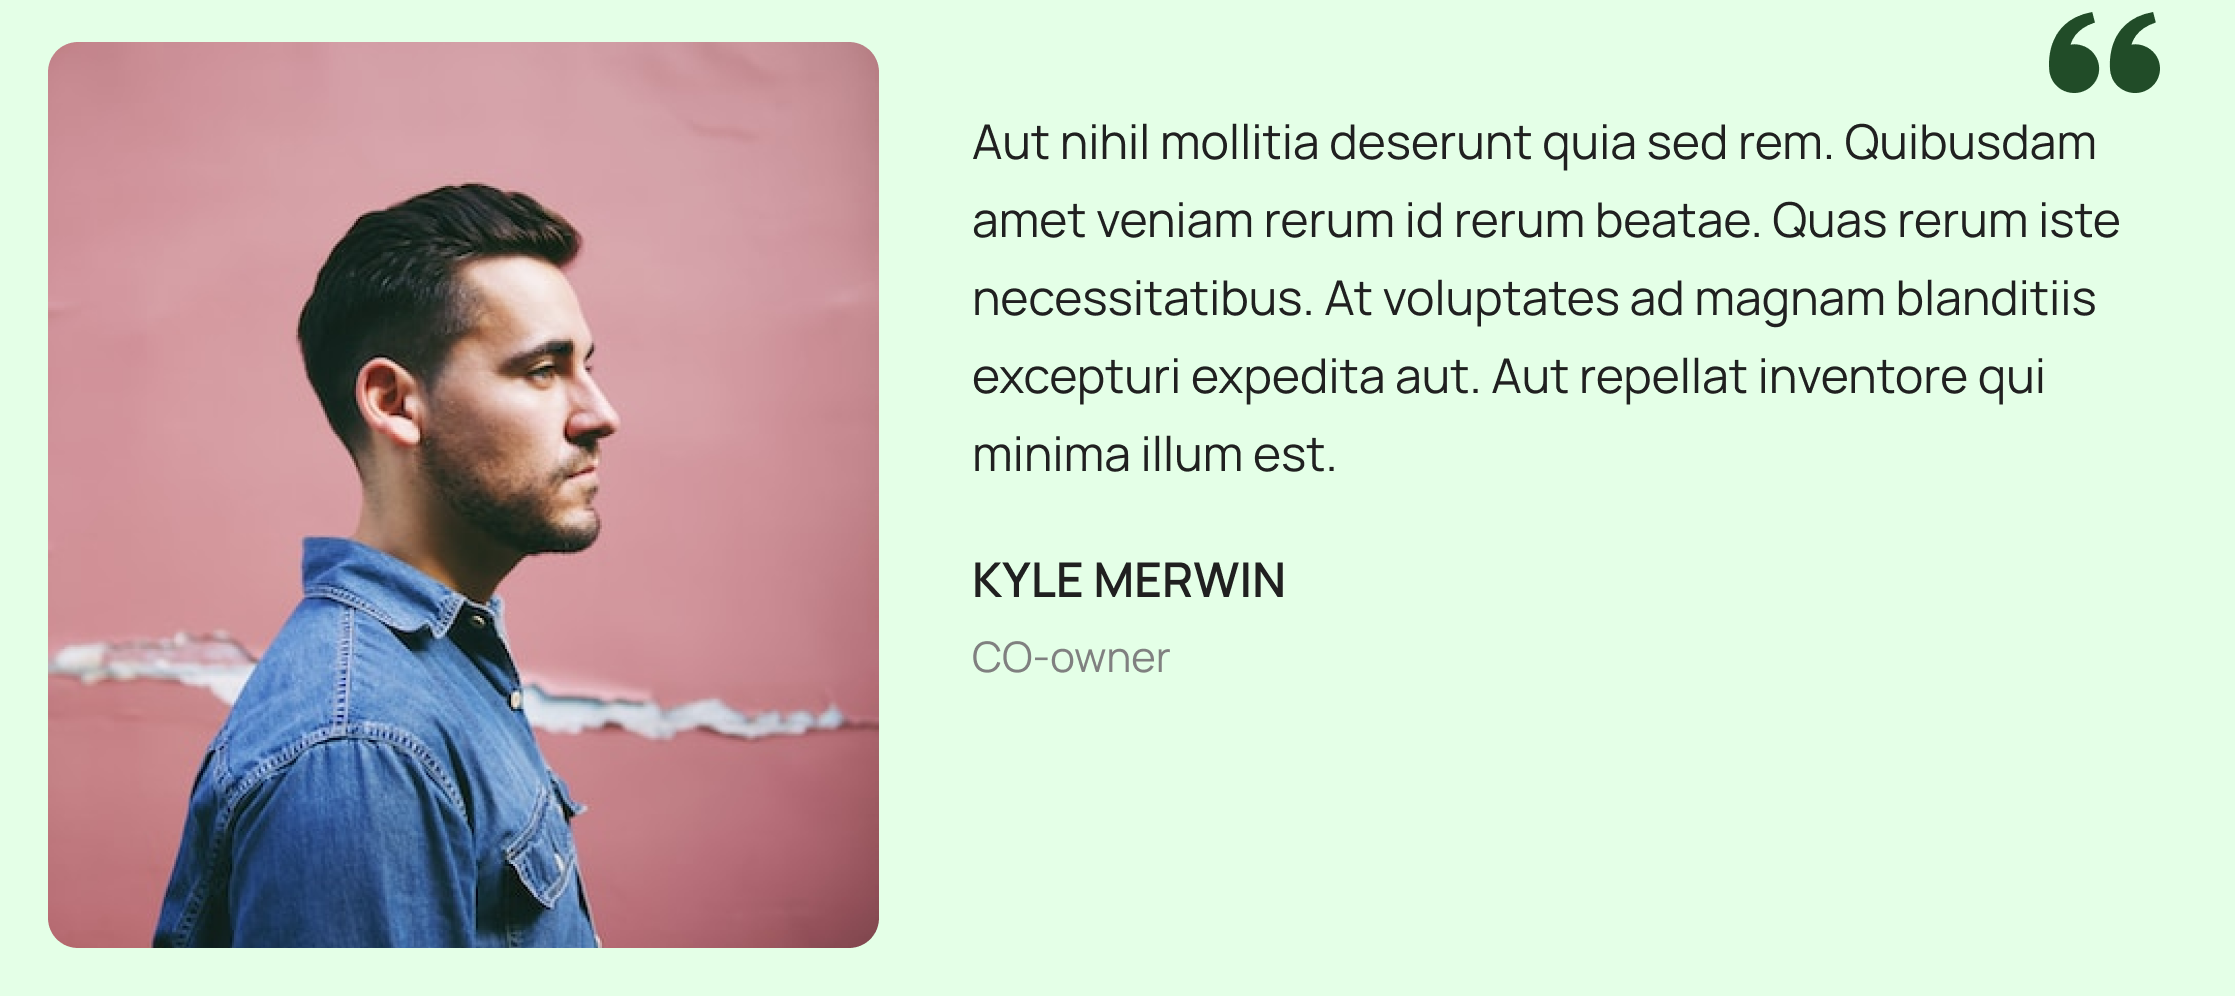 “
Aut nihil mollitia deserunt quia sed rem. Quibusdam
amet veniam rerum id rerum beatae. Quas rerum iste
necessitatibus. At voluptates ad magnam blanditiis
excepturi expedita aut. Aut repellat inventore qui
minima illum est.
KYLE MERWIN
CO-owner